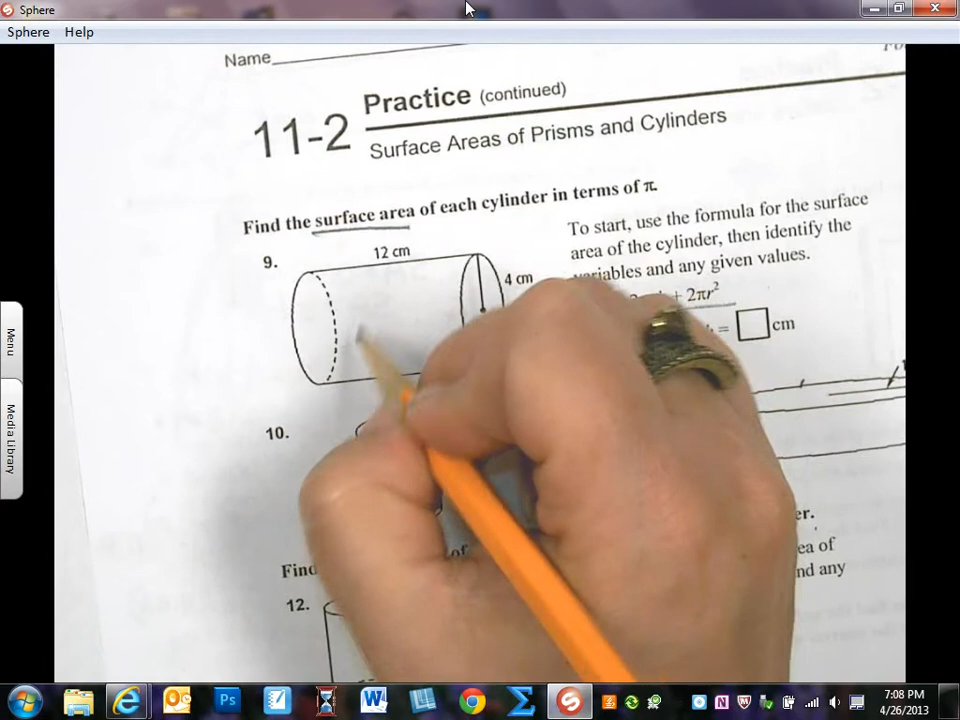 Sphere
Sphere Help
Name
11-2
Practice (continued)
Surface Areas of Prisms and Cylinders
Find the surface area of each cylinder in terms of π.
9.
12 cm
4 cm
To start, use the formula for the surface
area of the cylinder, then identify the
variables and any given values.
+ 2πr²
= cm
10.
er.
ea of
nd any
of
Find
12.
Menu
Media Library
7:08 PM
4/26/2013